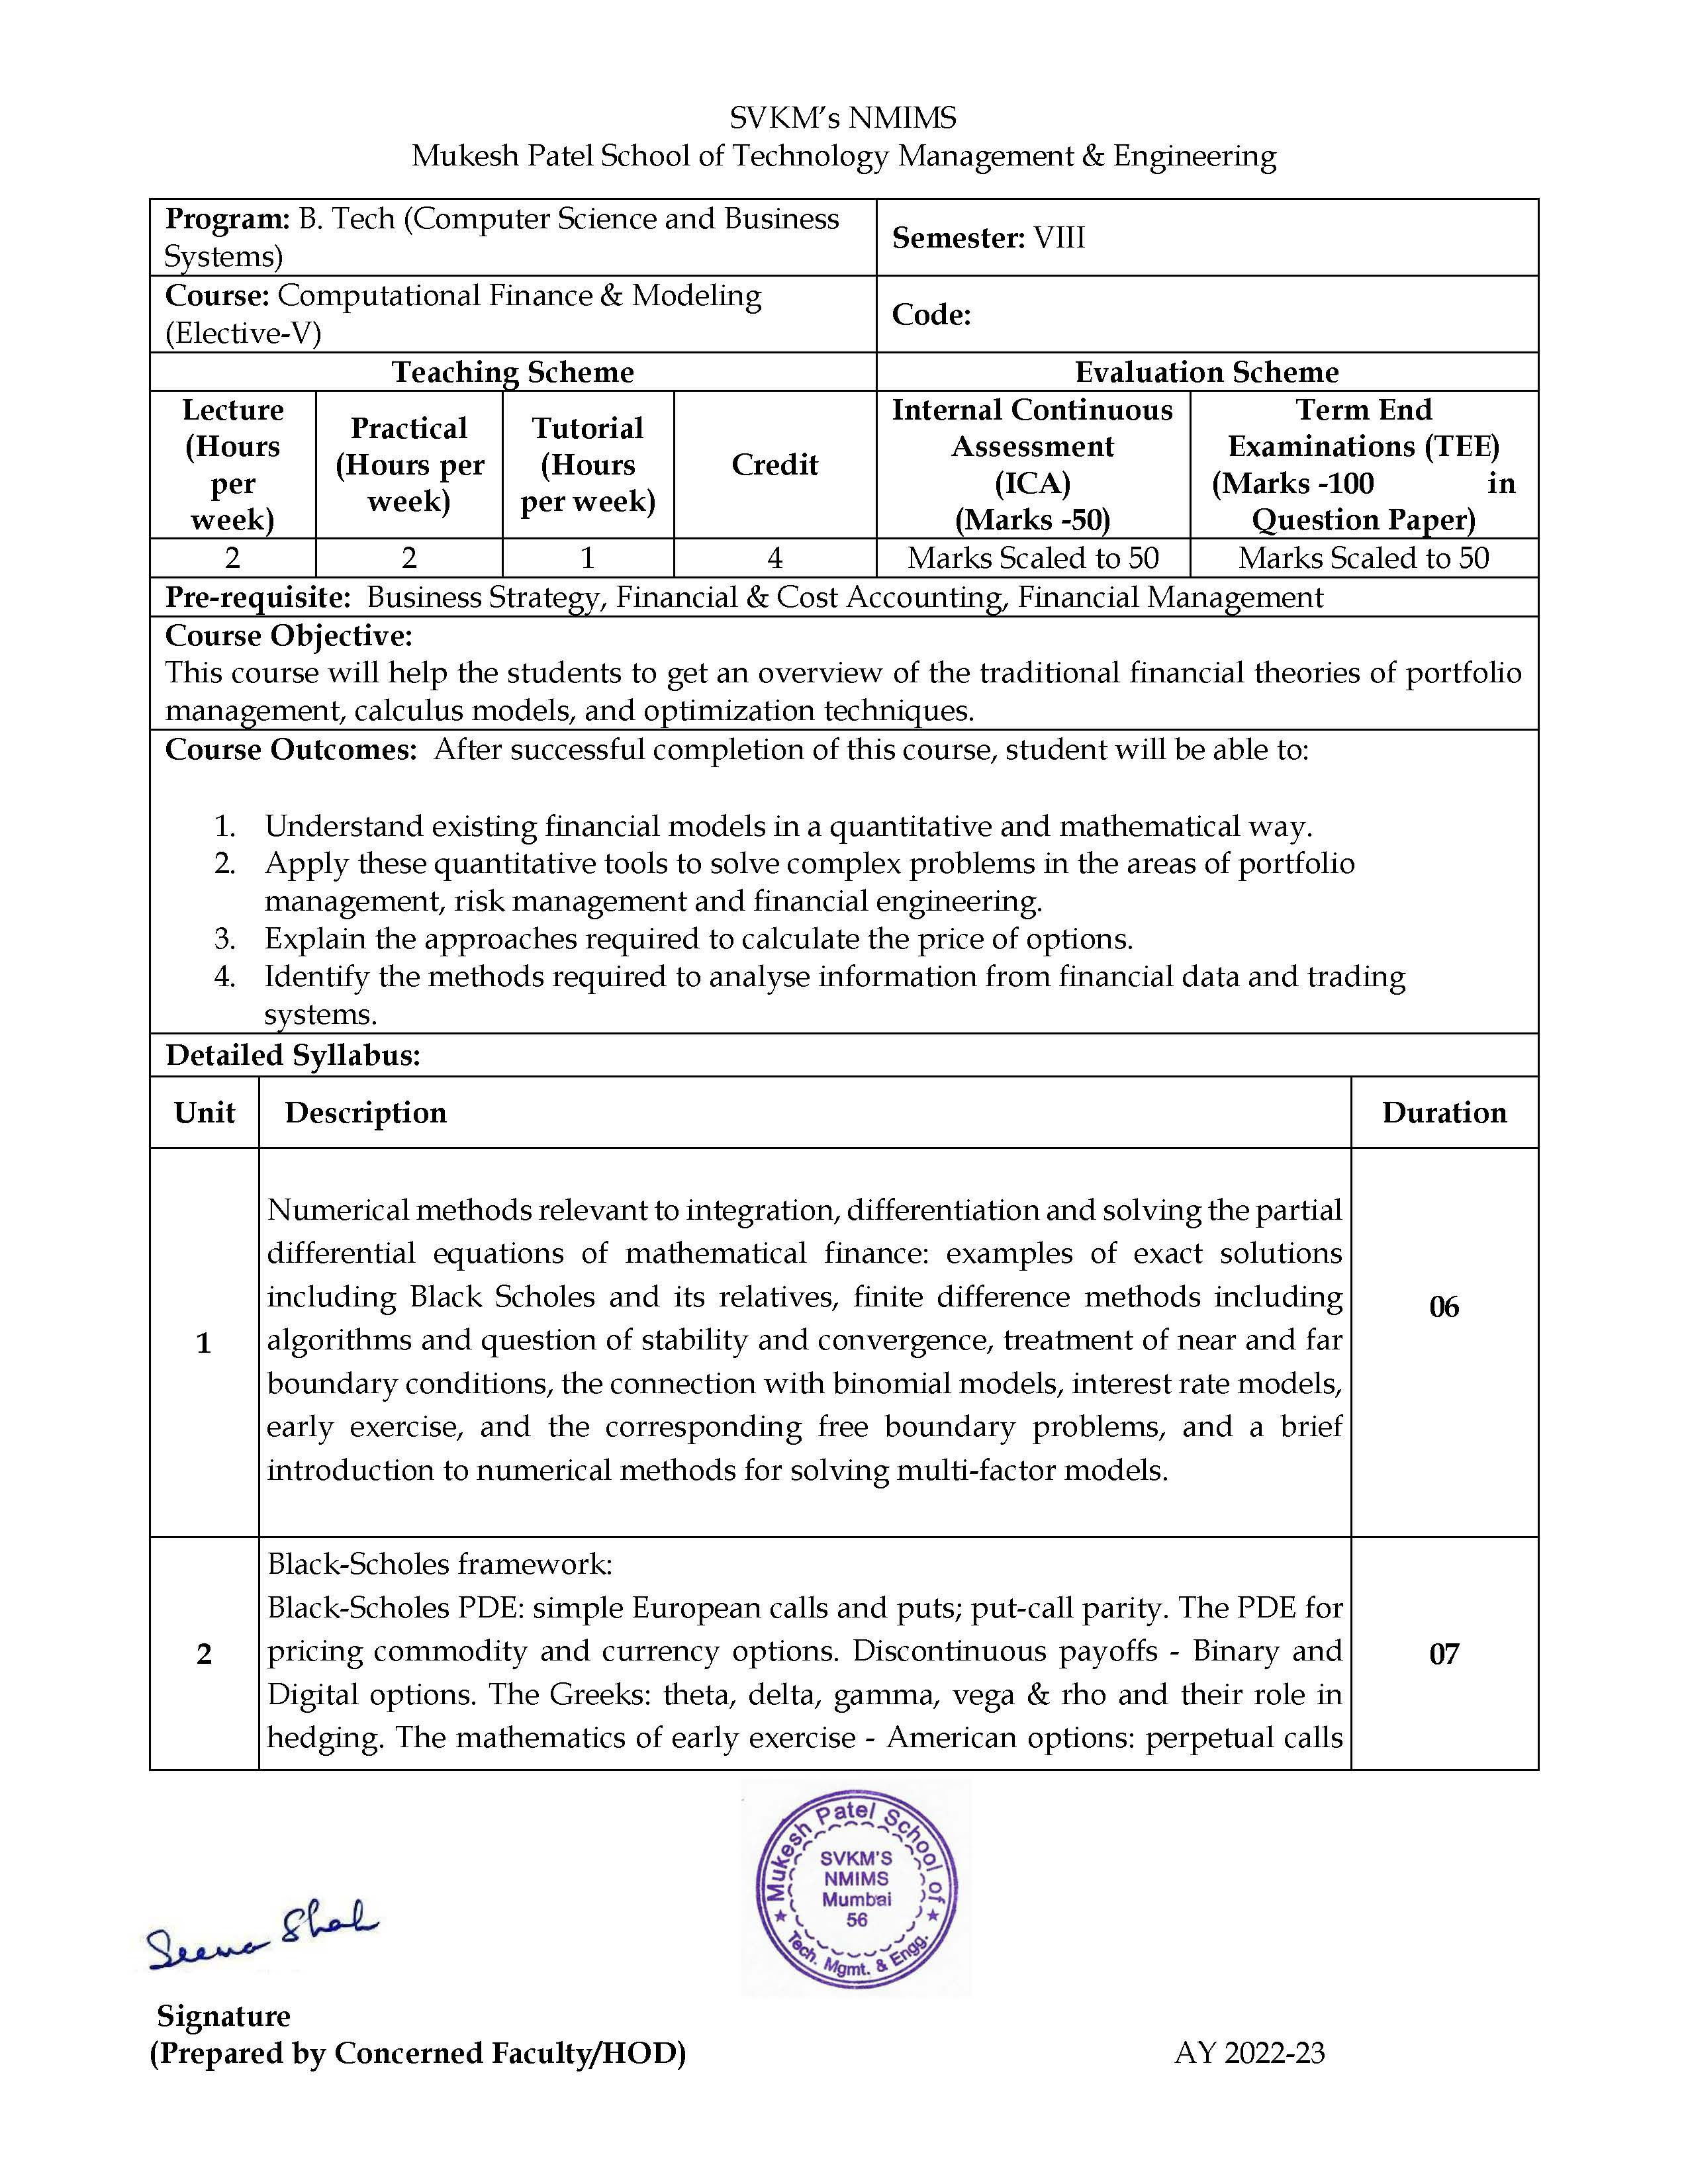 SVKM’s NMIMS
Mukesh Patel School of Technology Management & Engineering
Program: B. Tech (Computer Science and Business
Systems)
Semester: VIII
Course: Computational Finance & Modeling
(Elective-V)
Code:
Teaching Scheme
Evaluation Scheme
Lecture
(Hours
per
week)
Practical
(Hours per
week)
Tutorial
(Hours
per week)
Credit
Internal Continuous
Assessment
(ICA)
(Marks -50)
Term End
Examinations (TEE)
(Marks -100 in
Question Paper)
2
2
1
4
Marks Scaled to 50
Marks Scaled to 50
Pre-requisite: Business Strategy, Financial & Cost Accounting, Financial Management
Course Objective:
This course will help the students to get an overview of the traditional financial theories of portfolio
management, calculus models, and optimization techniques.
Course Outcomes: After successful completion of this course, student will be able to:
1. Understand existing financial models in a quantitative and mathematical way.
2. Apply these quantitative tools to solve complex problems in the areas of portfolio
management, risk management and financial engineering.
3. Explain the approaches required to calculate the price of options.
4. Identify the methods required to analyse information from financial data and trading
systems.
Detailed Syllabus:
Unit
Description
Duration
1
Numerical methods relevant to integration, differentiation and solving the partial
differential equations of mathematical finance: examples of exact solutions
including Black Scholes and its relatives, finite difference methods including
algorithms and question of stability and convergence, treatment of near and far
boundary conditions, the connection with binomial models, interest rate models,
early exercise, and the corresponding free boundary problems, and a brief
introduction to numerical methods for solving multi-factor models.
06
2
Black-Scholes framework:
Black-Scholes PDE: simple European calls and puts; put-call parity. The PDE for
pricing commodity and currency options. Discontinuous payoffs - Binary and
Digital options. The Greeks: theta, delta, gamma, vega & rho and their role in
hedging. The mathematics of early exercise - American options: perpetual calls
07
Mukesh Patel School of
Tech. Mgmt. & Engg.
SVKM'S
NMIMS
Mumbai
56
Seema Shah
Signature
(Prepared by Concerned Faculty/HOD)
AY 2022-23